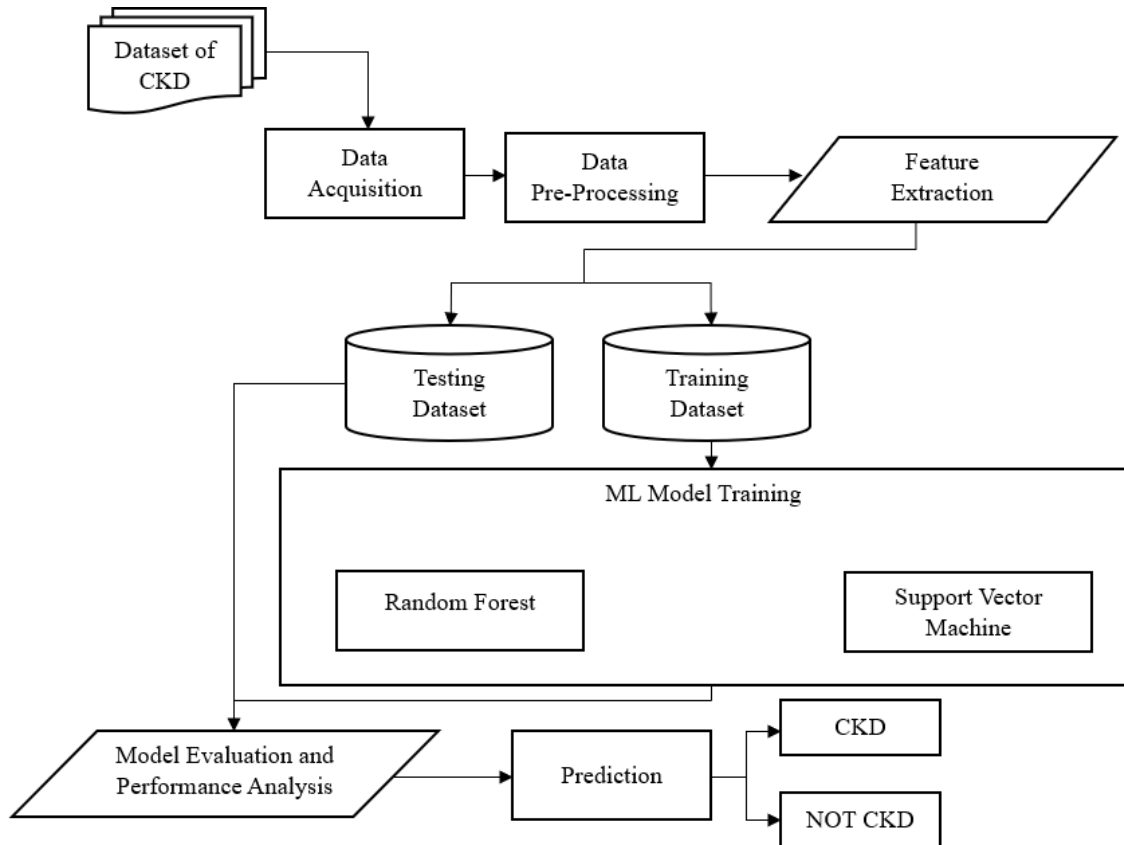 Dataset of
CKD
Data
Acquisition
Data
Pre-Processing
Feature
Extraction
Testing
Dataset
Training
Dataset
ML Model Training
Random Forest
Support Vector
Machine
Model Evaluation and
Performance Analysis
Prediction
CKD
NOT CKD